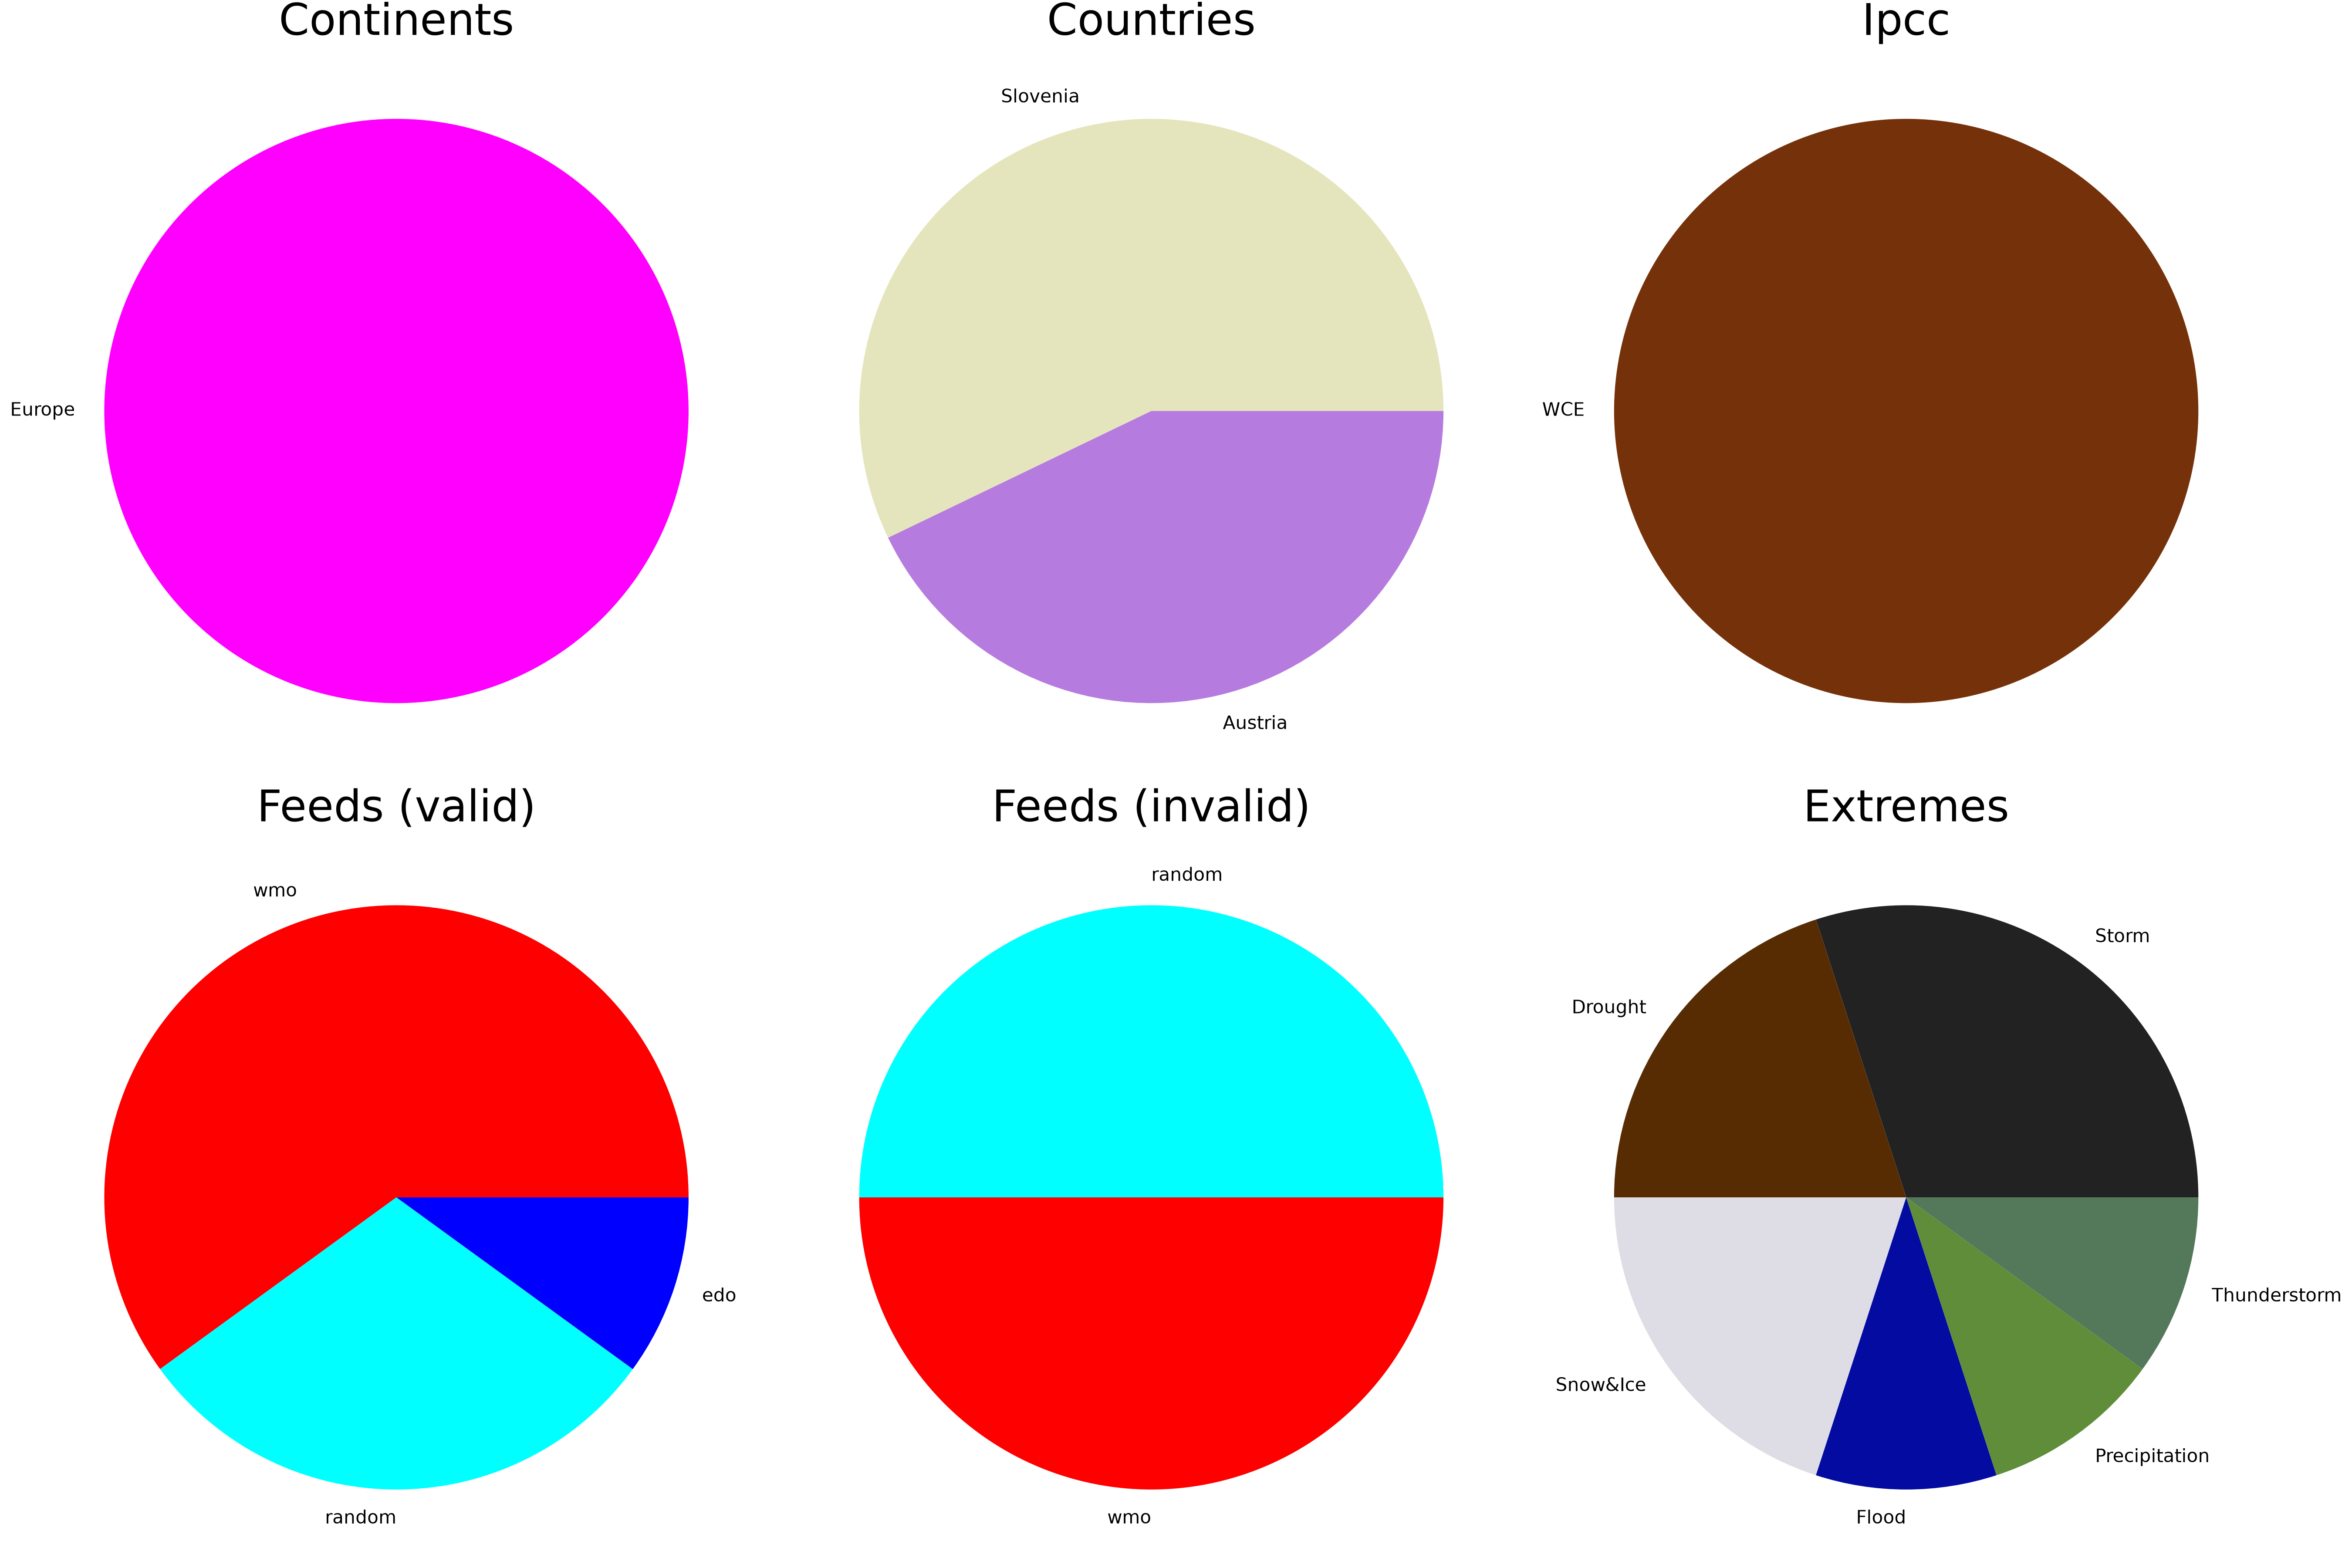 Continents
Countries
Ipcc
Slovenia
Europe
WCE
Austria
Feeds (valid)
Feeds (invalid)
Extremes
wmo
random
Storm
Drought
edo
Thunderstorm
Snow&Ice
Precipitation
random
wmo
Flood